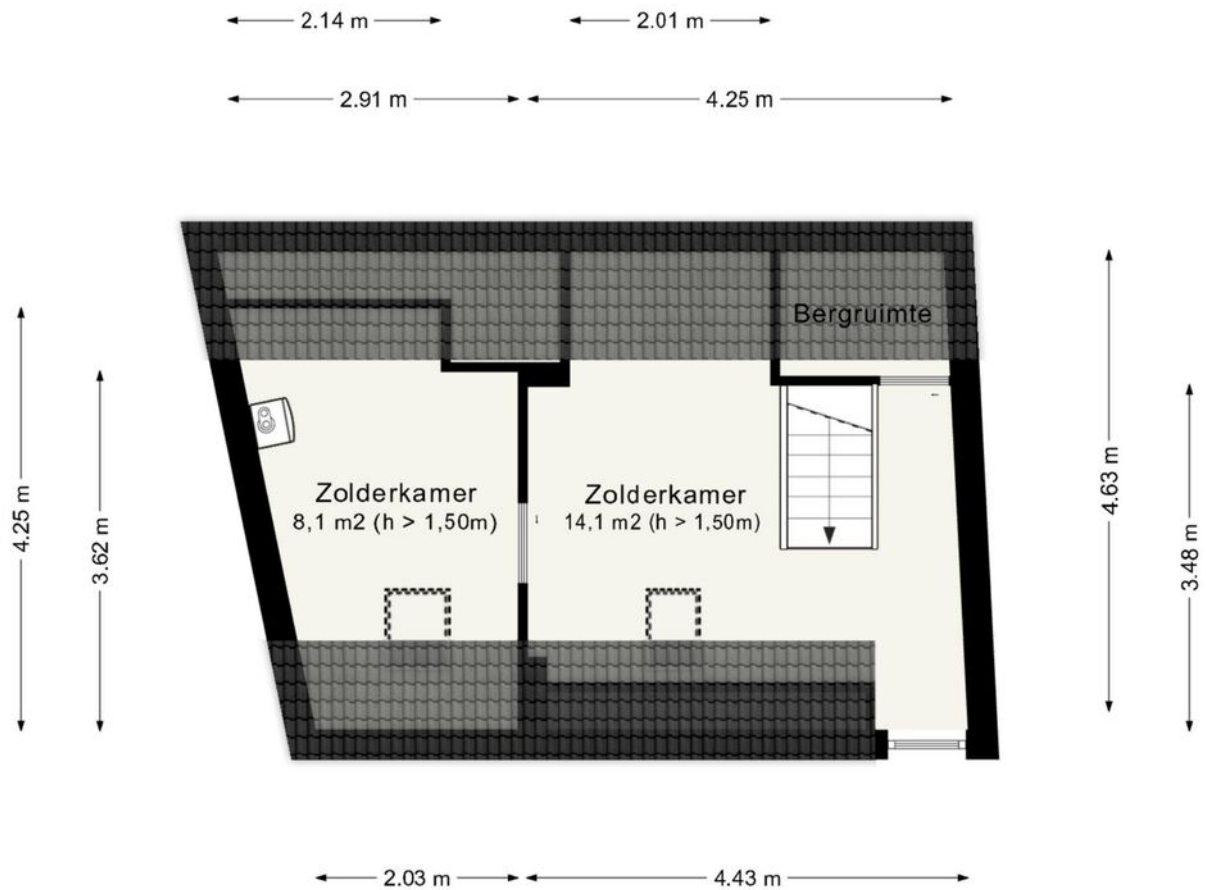 2.14 m
2.01 m
2.91 m
4.25 m
Bergruimte
Zolderkamer
8,1 m2 (h > 1,50m)
Zolderkamer
14,1 m2 (h > 1,50m)
4.25 m
3.62 m
4.63 m
3.48 m
2.03 m
4.43 m